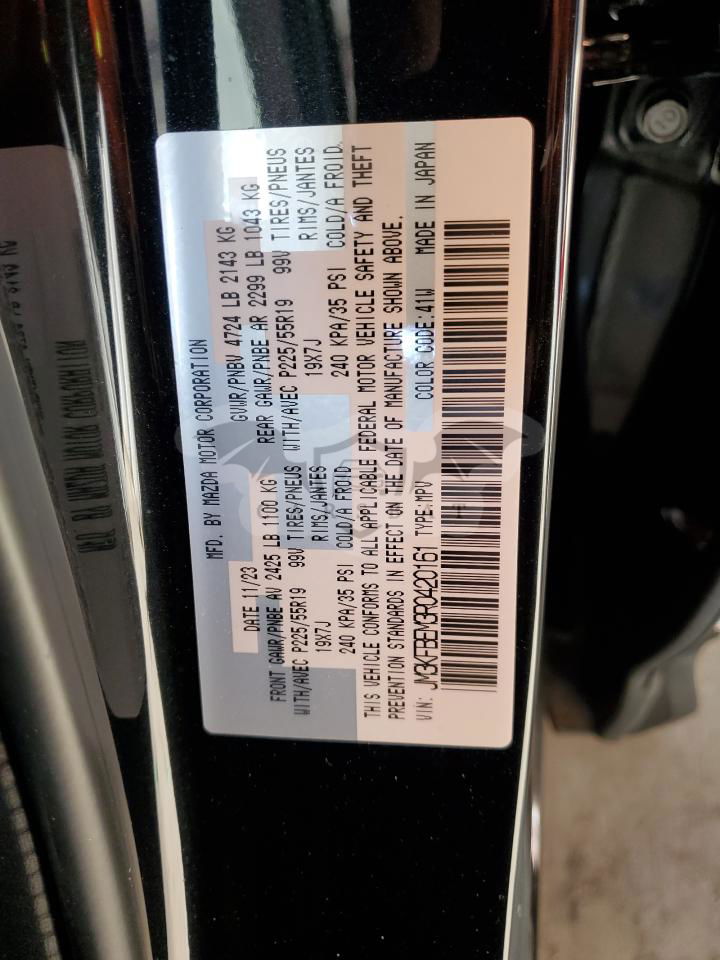 MFD. BY MAZDA MOTOR CORPORATION
DATE 11/23 GVWR/PNBV 4724 LB 2143 KG
FRONT GAWR/PNBE AV 2425 LB 1100 KG REAR GAWR/PNBE AR 2299 LB 1043 KG
WITH/AVEC P225/55R19 99V TIRES/PNEUS WITH/AVEC P225/55R19 99V TIRES/PNEUS
19X7J RIMS/JANTES 19X7J RIMS/JANTES
240 KPA/35 PSI COLD/A FROID 240 KPA/35 PSI COLD/A FROID
THIS VEHICLE CONFORMS TO ALL APPLICABLE FEDERAL MOTOR VEHICLE SAFETY AND THEFT
PREVENTION STANDARDS IN EFFECT ON THE DATE OF MANUFACTURE SHOWN ABOVE.
VIN: JM3KFBEM3R0420161 TYPE:MPV COLOR CODE:41W MADE IN JAPAN